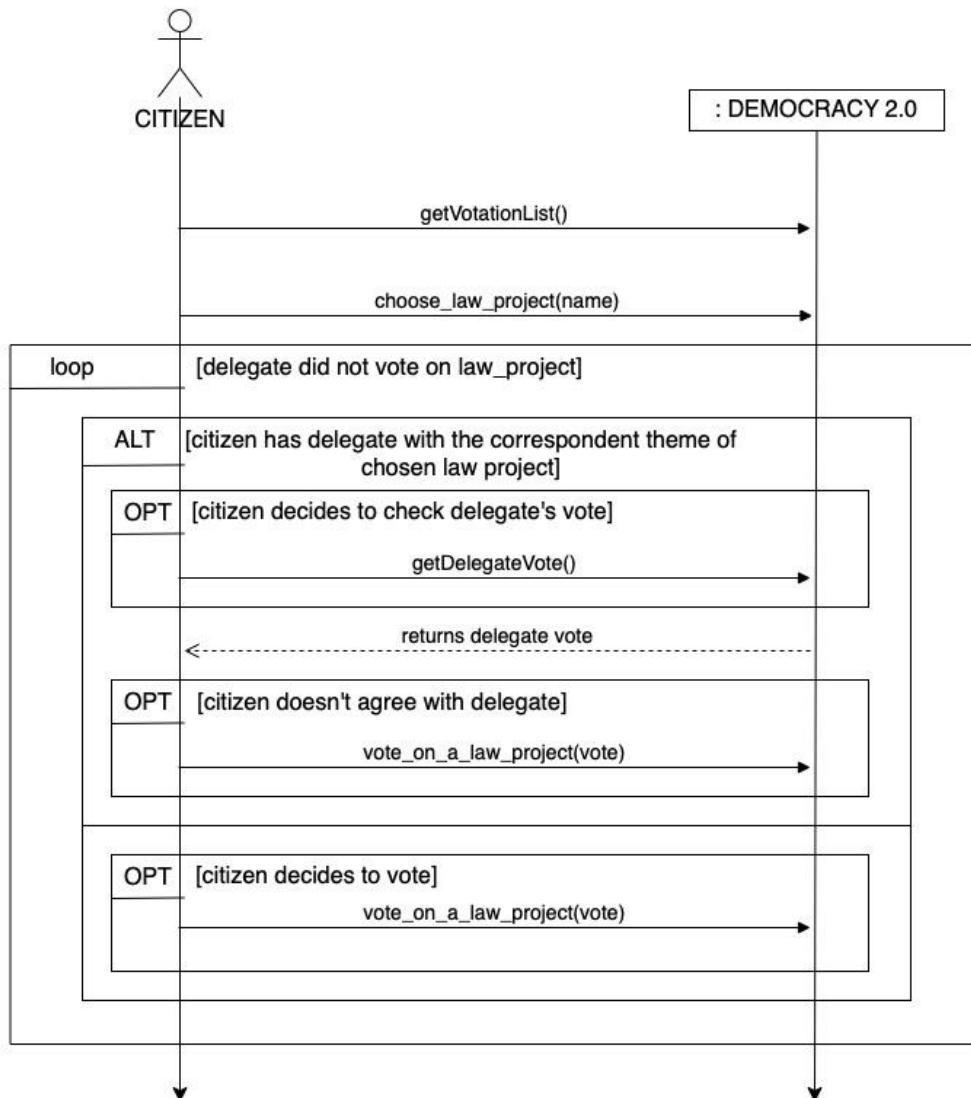 CITIZEN
: DEMOCRACY 2.0
getVotationList()
choose_law_project(name)
loop
[delegate did not vote on law_project]
ALT
[citizen has delegate with the correspondent theme of
chosen law project]
OPT
[citizen decides to check delegate's vote]
getDelegateVote()
returns delegate vote
OPT
[citizen doesn't agree with delegate]
vote_on_a_law_project(vote)
OPT
[citizen decides to vote]
vote_on_a_law_project(vote)